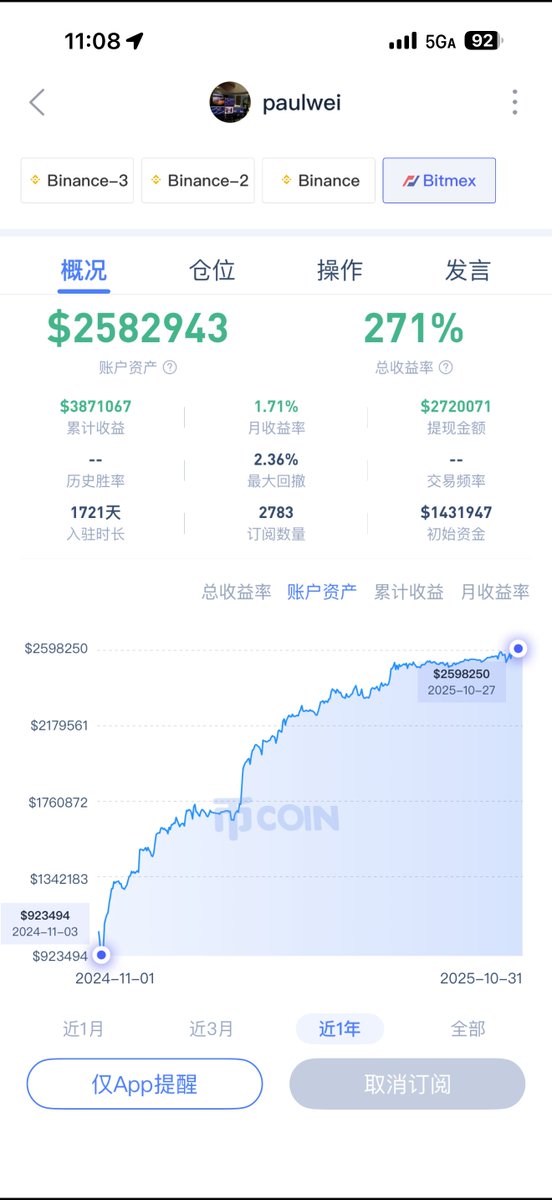 11:08 5GA 92
paulwei
Binance-3 Binance-2 Binance Bitmex
概况 仓位 操作 发言
$2582943 271%
账户资产 ? 总收益率 ?
$3871067 1.71% $2720071
累计收益 月收益率 提现金额
-- 2.36% --
历史胜率 最大回撤 交易频率
1721天 2783 $1431947
入驻时长 订阅数量 初始资金
总收益率 账户资产 累计收益 月收益率
$2598250
$2598250
2025-10-27
$2179561
$1760872
币COIN
$1342183
$923494
2024-11-03
$923494
2024-11-01 2025-10-31
近1月 近3月 近1年 全部
仅App提醒 取消订阅